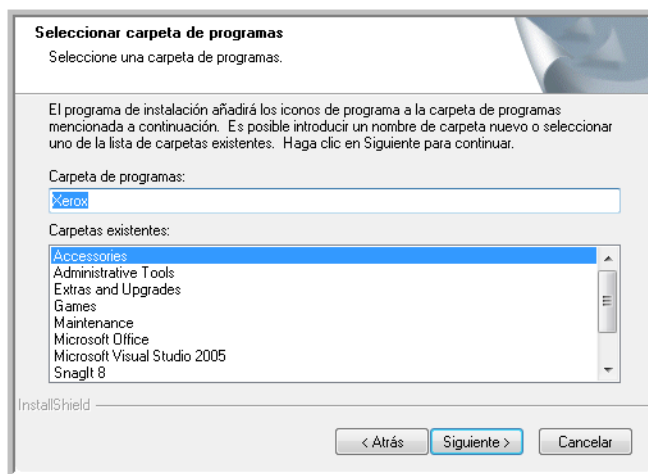 Seleccionar carpeta de programas
Seleccione una carpeta de programas.
El programa de instalación añadirá los iconos de programa a la carpeta de programas
mencionada a continuación.  Es posible introducir un nombre de carpeta nuevo o seleccionar
uno de la lista de carpetas existentes.  Haga clic en Siguiente para continuar.
Carpeta de programas:
Xerox
Carpetas existentes:
Accessories
Administrative Tools
Extras and Upgrades
Games
Maintenance
Microsoft Office
Microsoft Visual Studio 2005
SnagIt 8
InstallShield
< Atrás Siguiente > Cancelar